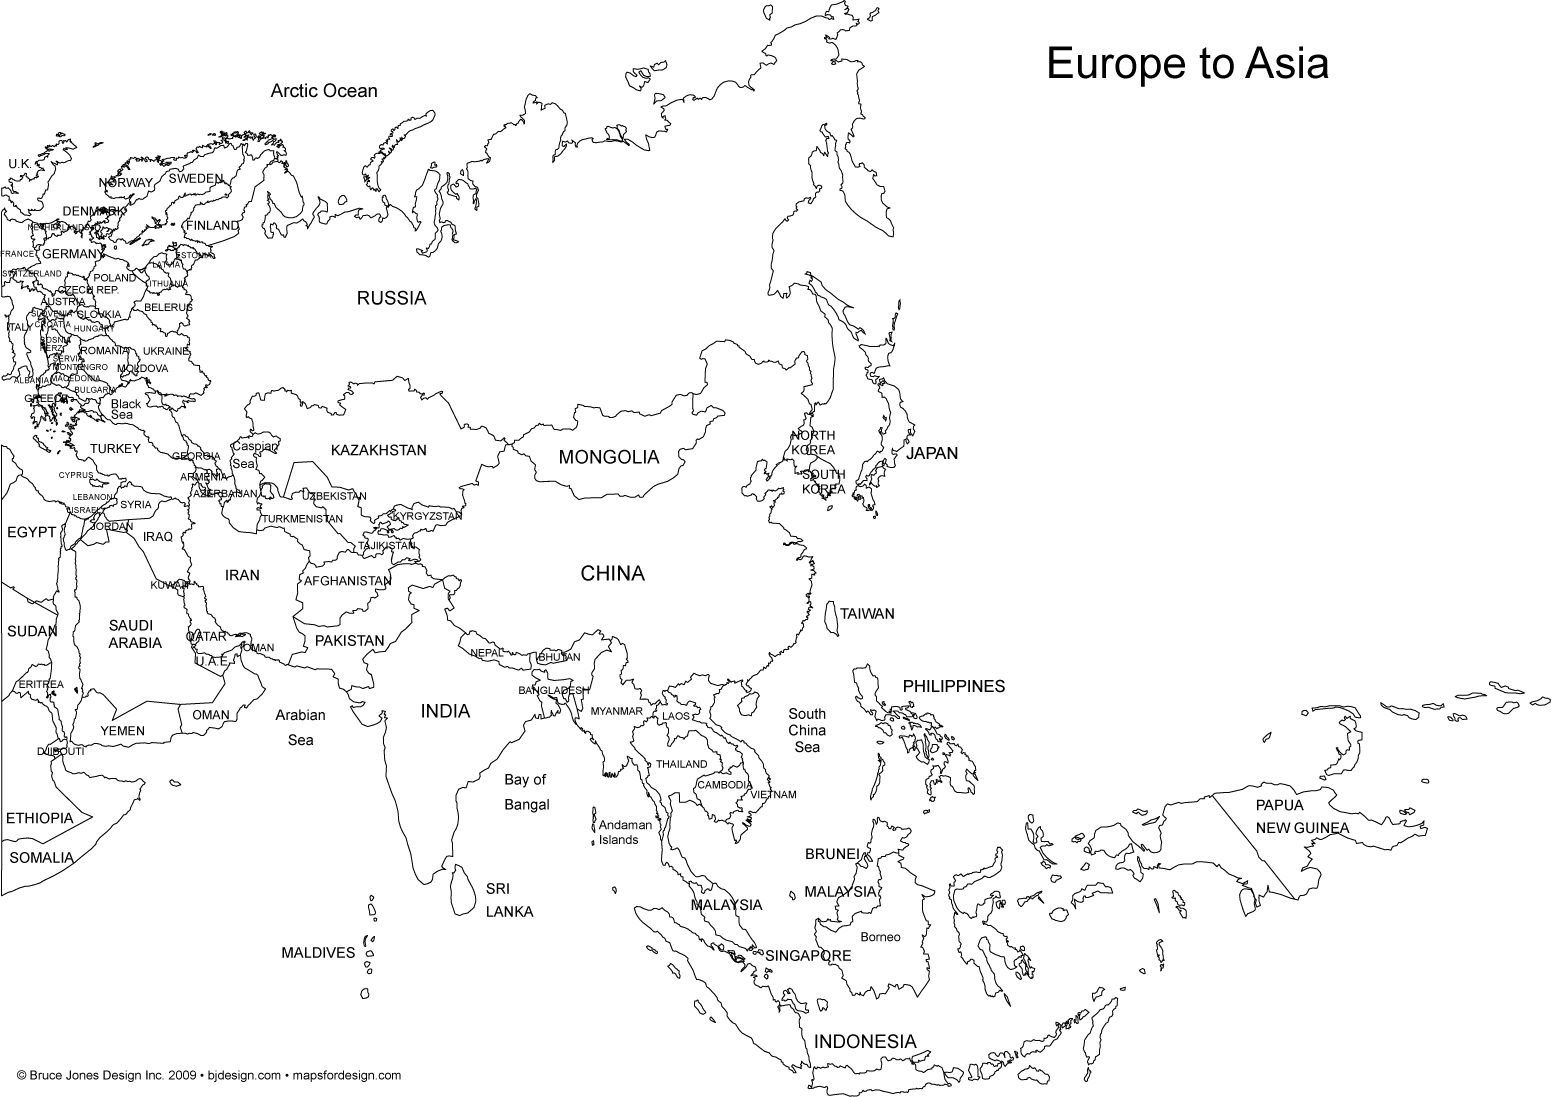 Europe to Asia
Arctic Ocean
U.K.
NORWAY
SWEDEN
DENMARK
FINLAND
NETHERLANDS
FRANCE
GERMANY
ESTONIA
LATVIA
SWITZERLAND
POLAND
LITHUANIA
CZECH REP.
AUSTRIA
BELERUS
SLOVENIA
SLOVKIA
ITALY
CROATIA
HUNGARY
BOSNIA
HERZ.
ROMANIA
UKRAINE
SERVIA
MONTENGRO
MOLDOVA
ALBANIA
MACEDONIA
BULGARIA
GREECE
Black
Sea
RUSSIA
TURKEY
GEORGIA
Caspian
Sea
KAZAKHSTAN
MONGOLIA
NORTH
KOREA
JAPAN
CYPRUS
ARMENIA
SOUTH
KOREA
LEBANON
AZERBAIJAN
UZBEKISTAN
SYRIA
ISRAEL
TURKMENISTAN
KYRGYZSTAN
EGYPT
JORDAN
IRAQ
TAJIKISTAN
IRAN
AFGHANISTAN
CHINA
KUWAIT
TAIWAN
SUDAN
SAUDI
ARABIA
QATAR
OMAN
PAKISTAN
U.A.E.
NEPAL
BHUTAN
ERITREA
BANGLADESH
PHILIPPINES
YEMEN
OMAN
Arabian
Sea
INDIA
MYANMAR
LAOS
South
China
Sea
DJIBOUTI
THAILAND
Bay of
Bangal
CAMBODIA
VIETNAM
ETHIOPIA
Andaman
Islands
PAPUA
NEW GUINEA
SOMALIA
BRUNEI
SRI
LANKA
MALAYSIA
MALAYSIA
Borneo
MALDIVES
SINGAPORE
INDONESIA
© Bruce Jones Design Inc. 2009 • bjdesign.com • mapsfordesign.com